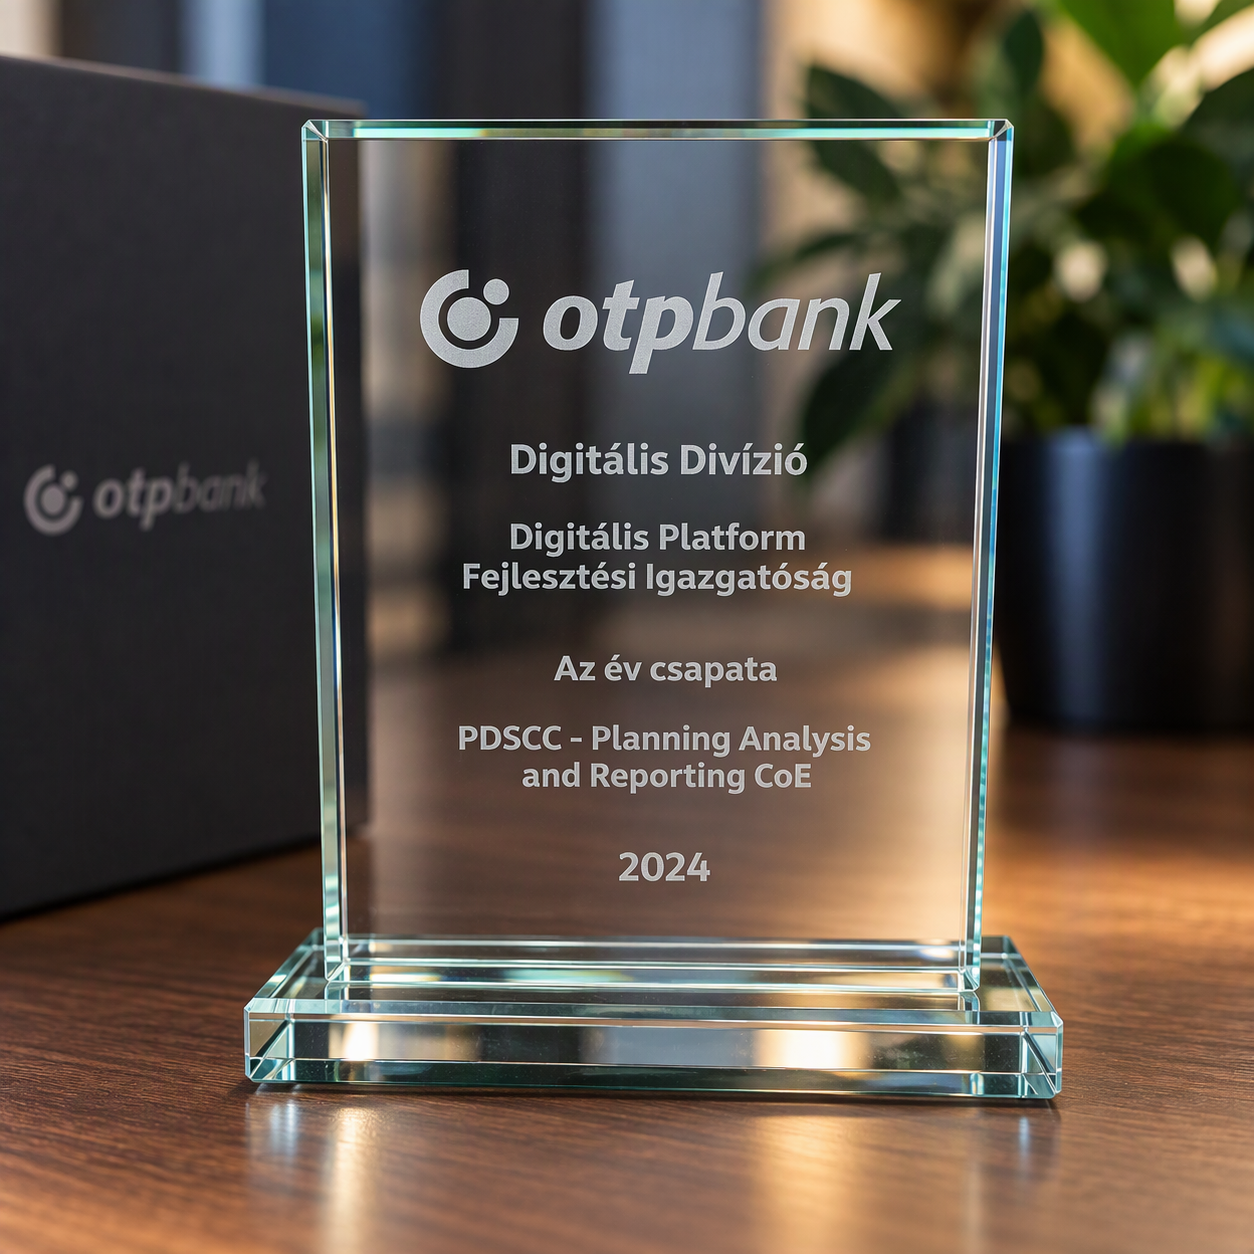 otpbank
Digitális Divízió
Digitális Platform
Fejlesztési Igazgatóság
Az év csapata
PDSCC - Planning Analysis
and Reporting CoE
2024
otpbank